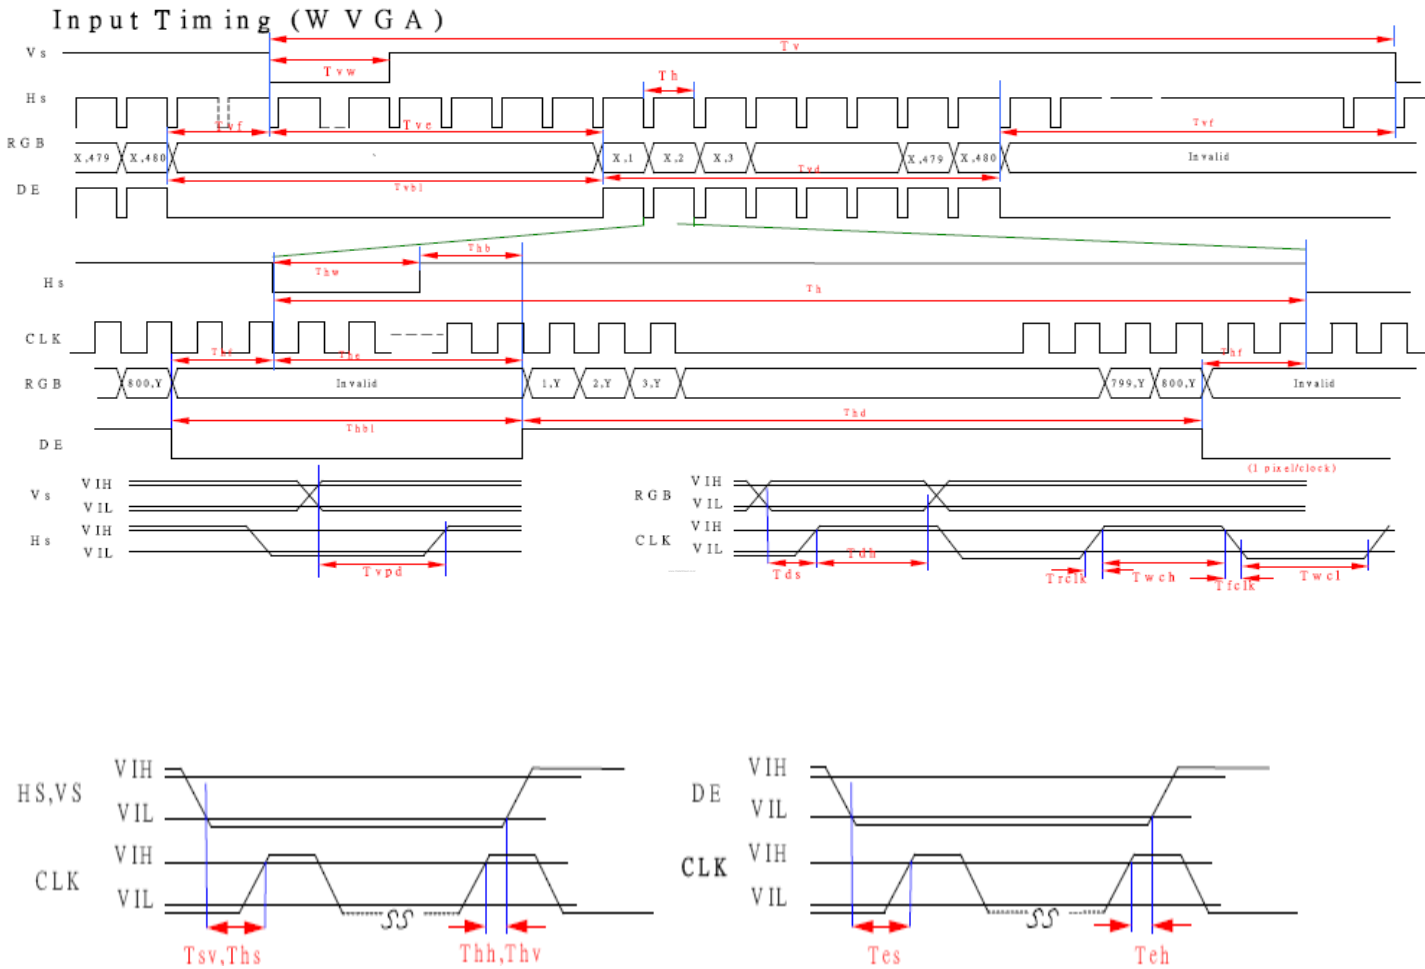 Input Timing (WVGA)
Vs
Tv
Tvw
Th
Hs
Tvf
Tve
Tvf
RGB
X,479
X,480
X,1
X,2
X,3
X,479
X,480
Invalid
Tvbl
Tvd
DE
Thb
Thw
Hs
Th
CLK
Thf
The
Thf
RGB
800,Y
Invalid
1,Y
2,Y
3,Y
799,Y
800,Y
Invalid
Thbl
Thd
DE
(1 pixel/clock)
Vs
VIH
VIL
Hs
VIH
VIL
Tvpd
RGB
VIH
VIL
CLK
VIH
VIL
Tds
Tdh
Trclk
Twch
Tfclk
Twcl
HS,VS
VIH
VIL
CLK
VIH
VIL
SS
Tsv,Ths
Thh,Thv
DE
VIH
VIL
CLK
VIH
VIL
SS
Tes
Teh